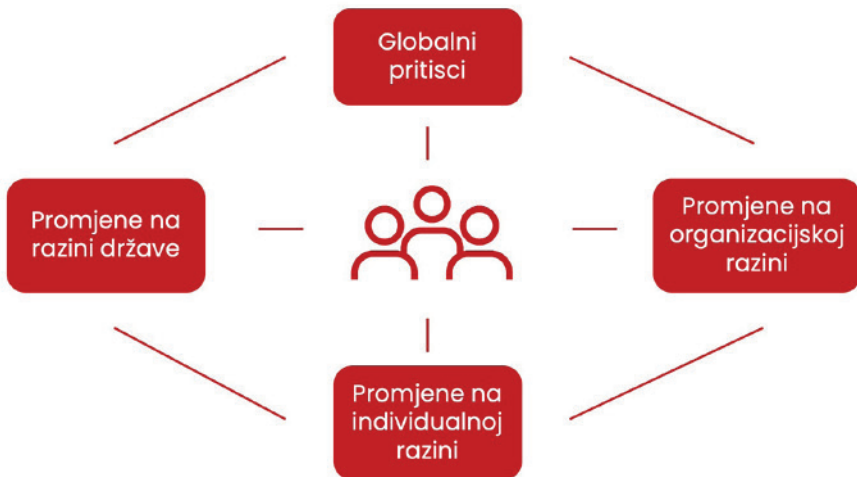 Globalni
pritisci
Promjene na
razini države
Promjene na
organizacijskoj
razini
Promjene na
individualnoj
razini